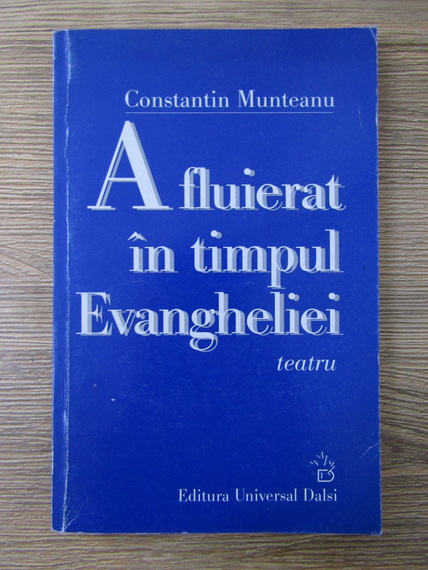 Constantin Munteanu
A fluierat
în timpul
Evangheliei
teatru
Editura Universal Dalsi